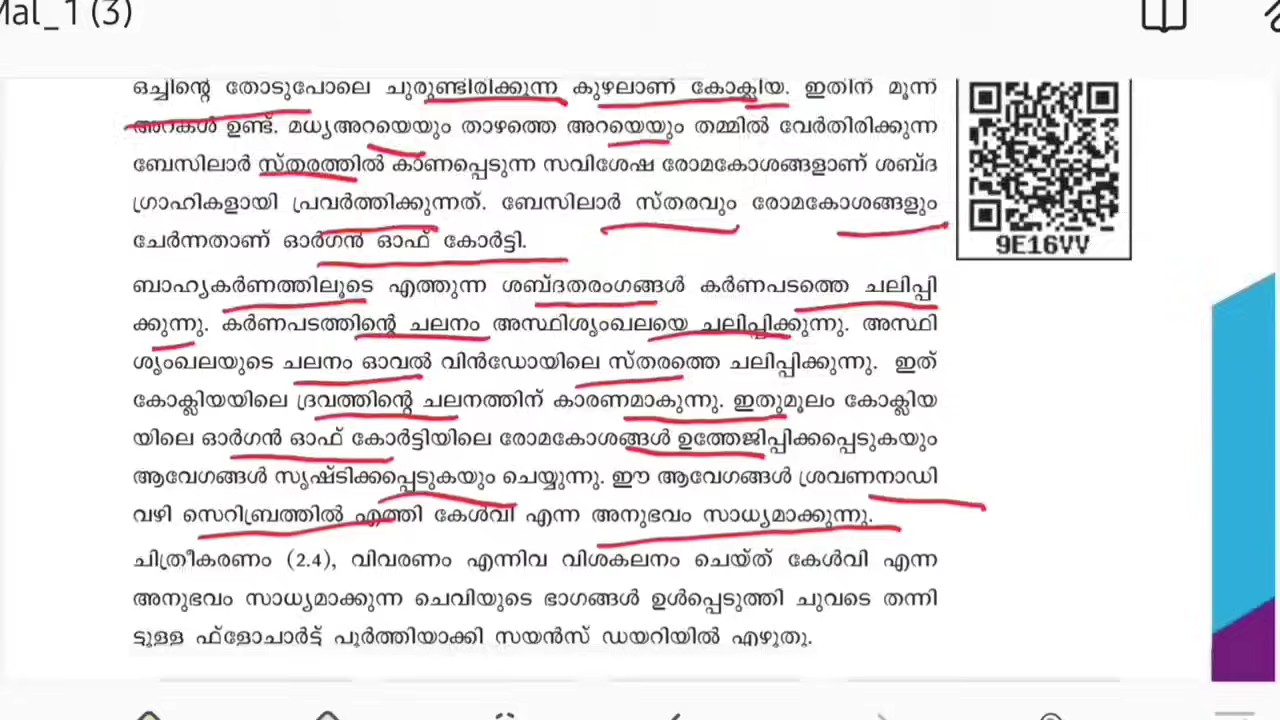 Mal_1 (3)
ഒച്ചിന്റെ തോടുപോലെ ചുരുണ്ടിരിക്കുന്ന കുഴലാണ് കോക്ലിയ. ഇതിന് മൂന്ന്
അറകൾ ഉണ്ട്. മധ്യഅറയെയും താഴത്തെ അറയെയും തമ്മിൽ വേർതിരിക്കുന്ന
ബേസിലാർ സ്തരത്തിൽ കാണപ്പെടുന്ന സവിശേഷ രോമകോശങ്ങളാണ് ശബ്ദ
ഗ്രാഹികളായി പ്രവർത്തിക്കുന്നത്. ബേസിലാർ സ്തരവും രോമകോശങ്ങളും
ചേർന്നതാണ് ഓർഗൻ ഓഫ് കോർട്ടി.
9E16VV
ബാഹ്യകർണത്തിലൂടെ എത്തുന്ന ശബ്ദതരംഗങ്ങൾ കർണപടത്തെ ചലിപ്പി
ക്കുന്നു. കർണപടത്തിന്റെ ചലനം അസ്ഥിശൃംഖലയെ ചലിപ്പിക്കുന്നു. അസ്ഥി
ശൃംഖലയുടെ ചലനം ഓവൽ വിൻഡോയിലെ സ്തരത്തെ ചലിപ്പിക്കുന്നു. ഇത്
കോക്ലിയയിലെ ദ്രവത്തിന്റെ ചലനത്തിന് കാരണമാകുന്നു. ഇതുമൂലം കോക്ലിയ
യിലെ ഓർഗൻ ഓഫ് കോർട്ടിയിലെ രോമകോശങ്ങൾ ഉത്തേജിപ്പിക്കപ്പെടുകയും
ആവേഗങ്ങൾ സൃഷ്ടിക്കപ്പെടുകയും ചെയ്യുന്നു. ഈ ആവേഗങ്ങൾ ശ്രവണനാഡി
വഴി സെറിബ്രത്തിൽ എത്തി കേൾവി എന്ന അനുഭവം സാധ്യമാക്കുന്നു.
ചിത്രീകരണം (2.4), വിവരണം എന്നിവ വിശകലനം ചെയ്ത് കേൾവി എന്ന
അനുഭവം സാധ്യമാക്കുന്ന ചെവിയുടെ ഭാഗങ്ങൾ ഉൾപ്പെടുത്തി ചുവടെ തന്നി
ട്ടുള്ള ഫ്ളോചാർട്ട് പൂർത്തിയാക്കി സയൻസ് ഡയറിയിൽ എഴുതൂ.